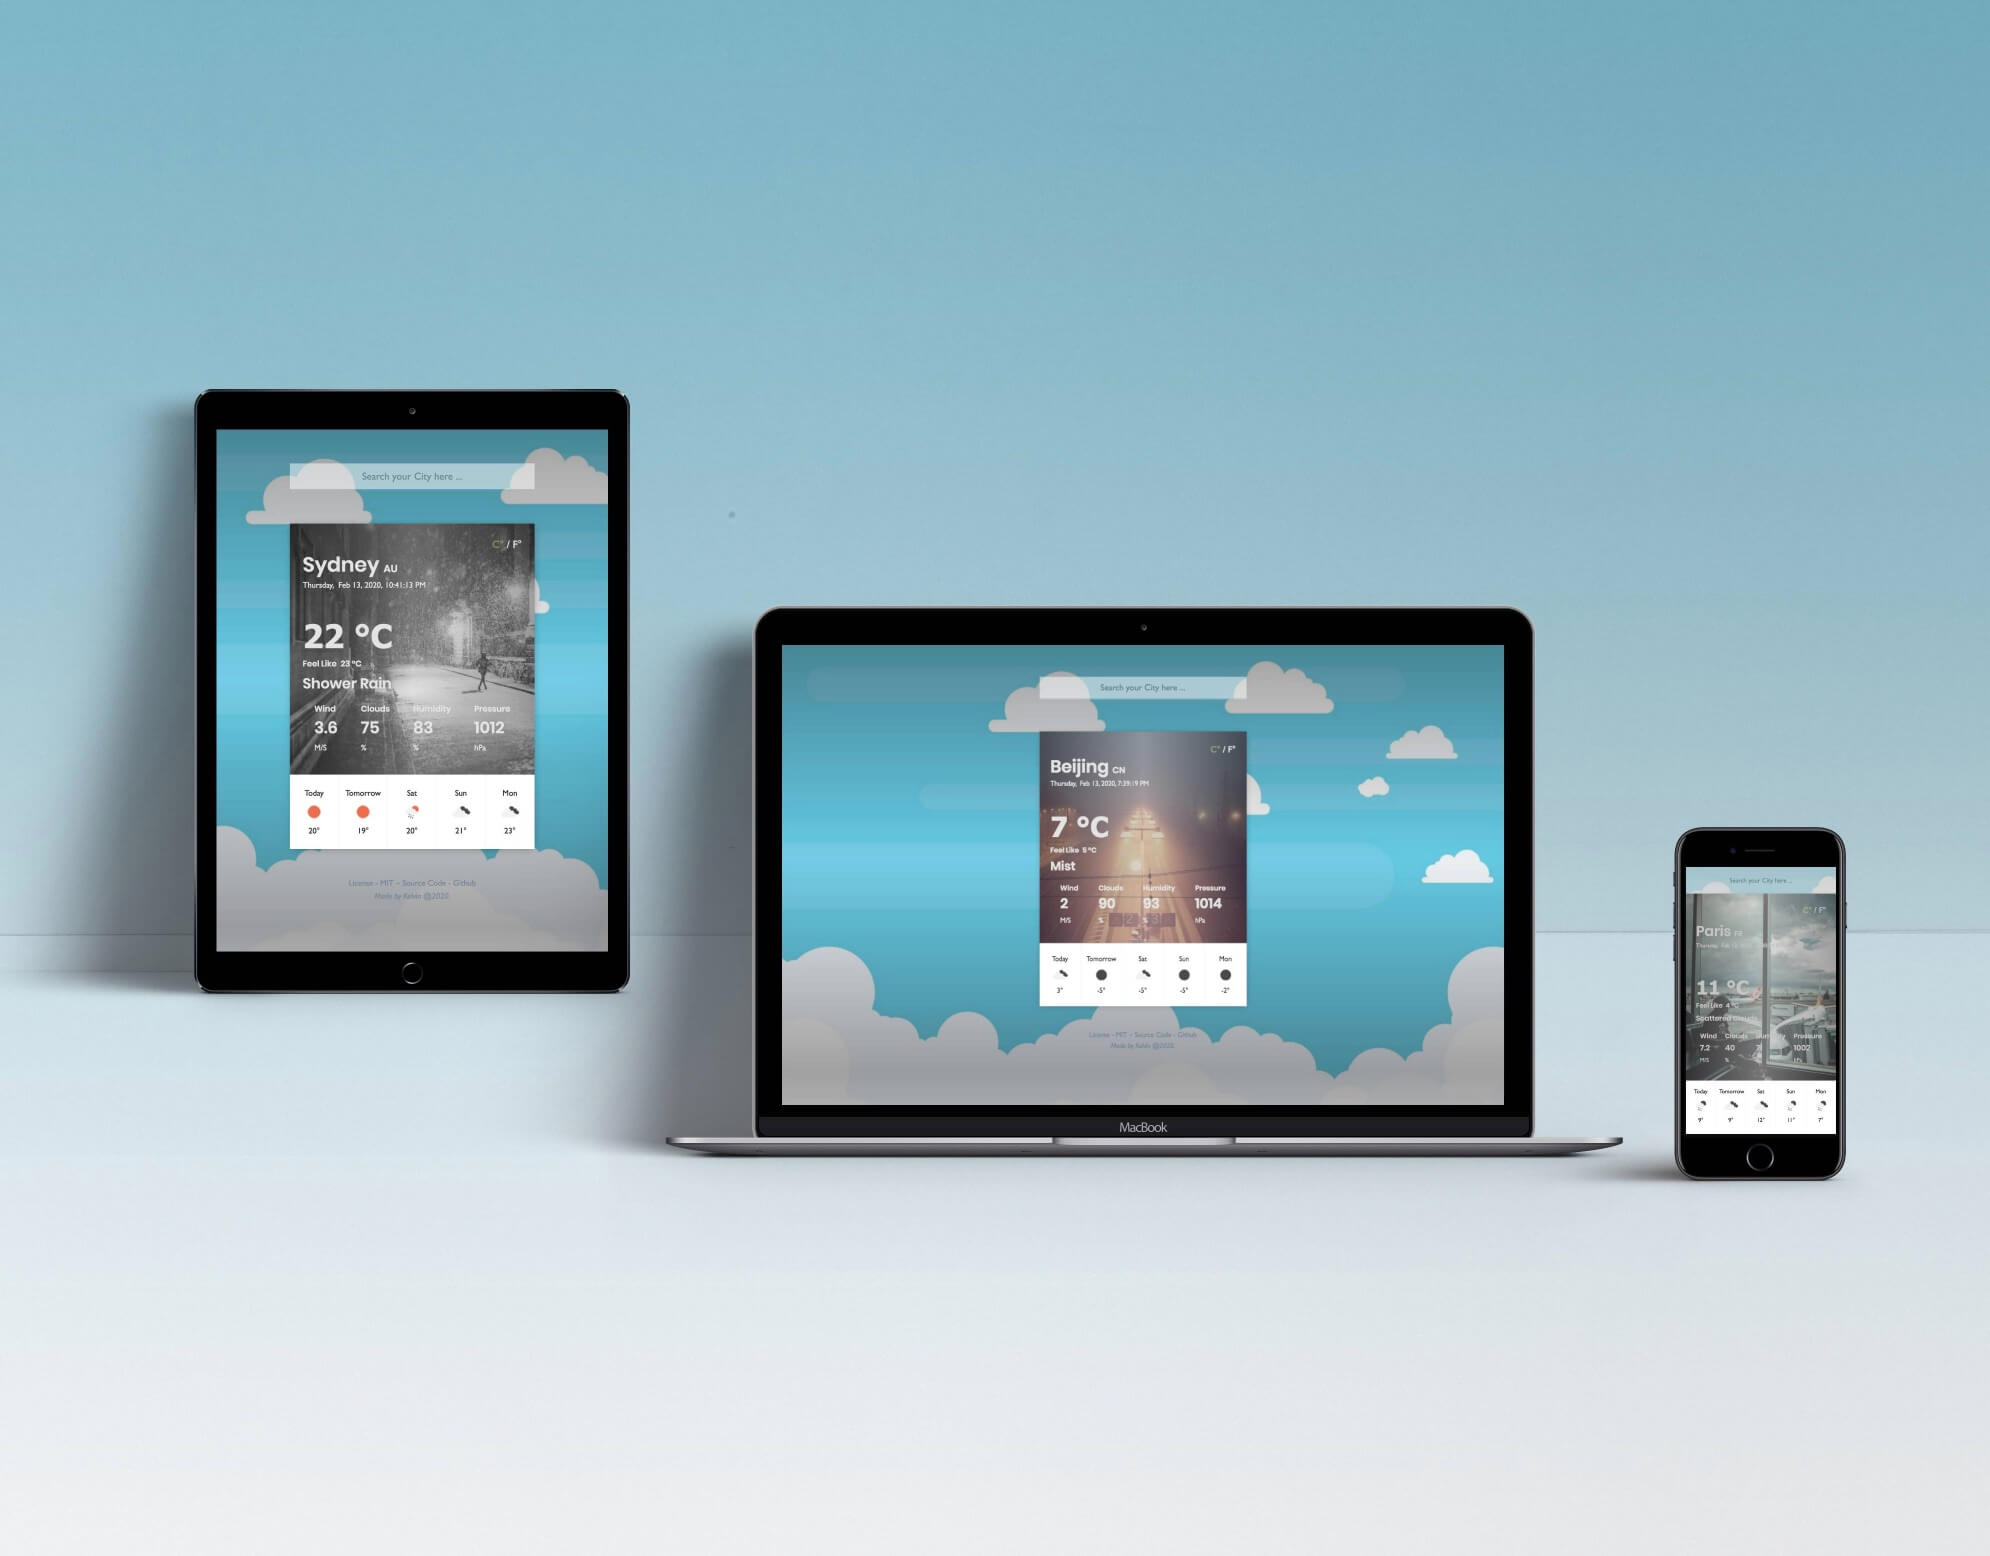 Search your City here ...
C° / F°
Sydney AU
Thursday, Feb 13, 2020, 10:41:13 PM
22 °C
Feel Like 23 °C
Shower Rain
Wind Clouds Humidity Pressure
3.6 75 83 1012
M/S % % hPa
Today Tomorrow Sat Sun Mon
20° 19° 20° 21° 23°
License - MIT ~ Source Code - Github
Made by Kelvin @2020
Search your City here ...
C° / F°
Beijing CN
Thursday, Feb 13, 2020, 7:39:19 PM
7 °C
Feel Like 5 °C
Mist
Wind Clouds Humidity Pressure
2 90 93 1014
M/S % % hPa
Today Tomorrow Sat Sun Mon
3° -5° -5° -5° -2°
License - MIT ~ Source Code - Github
Made by Kelvin @2020
MacBook
Search your City here ...
C° / F°
Paris FR
Thursday, Feb 13, 2020
11 °C
Feel Like 4 °C
Scattered Clouds
Wind Clouds Humidity Pressure
7.2 40 1002
M/S % hPa
Today Tomorrow Sat Sun Mon
9° 9° 12° 11° 7°